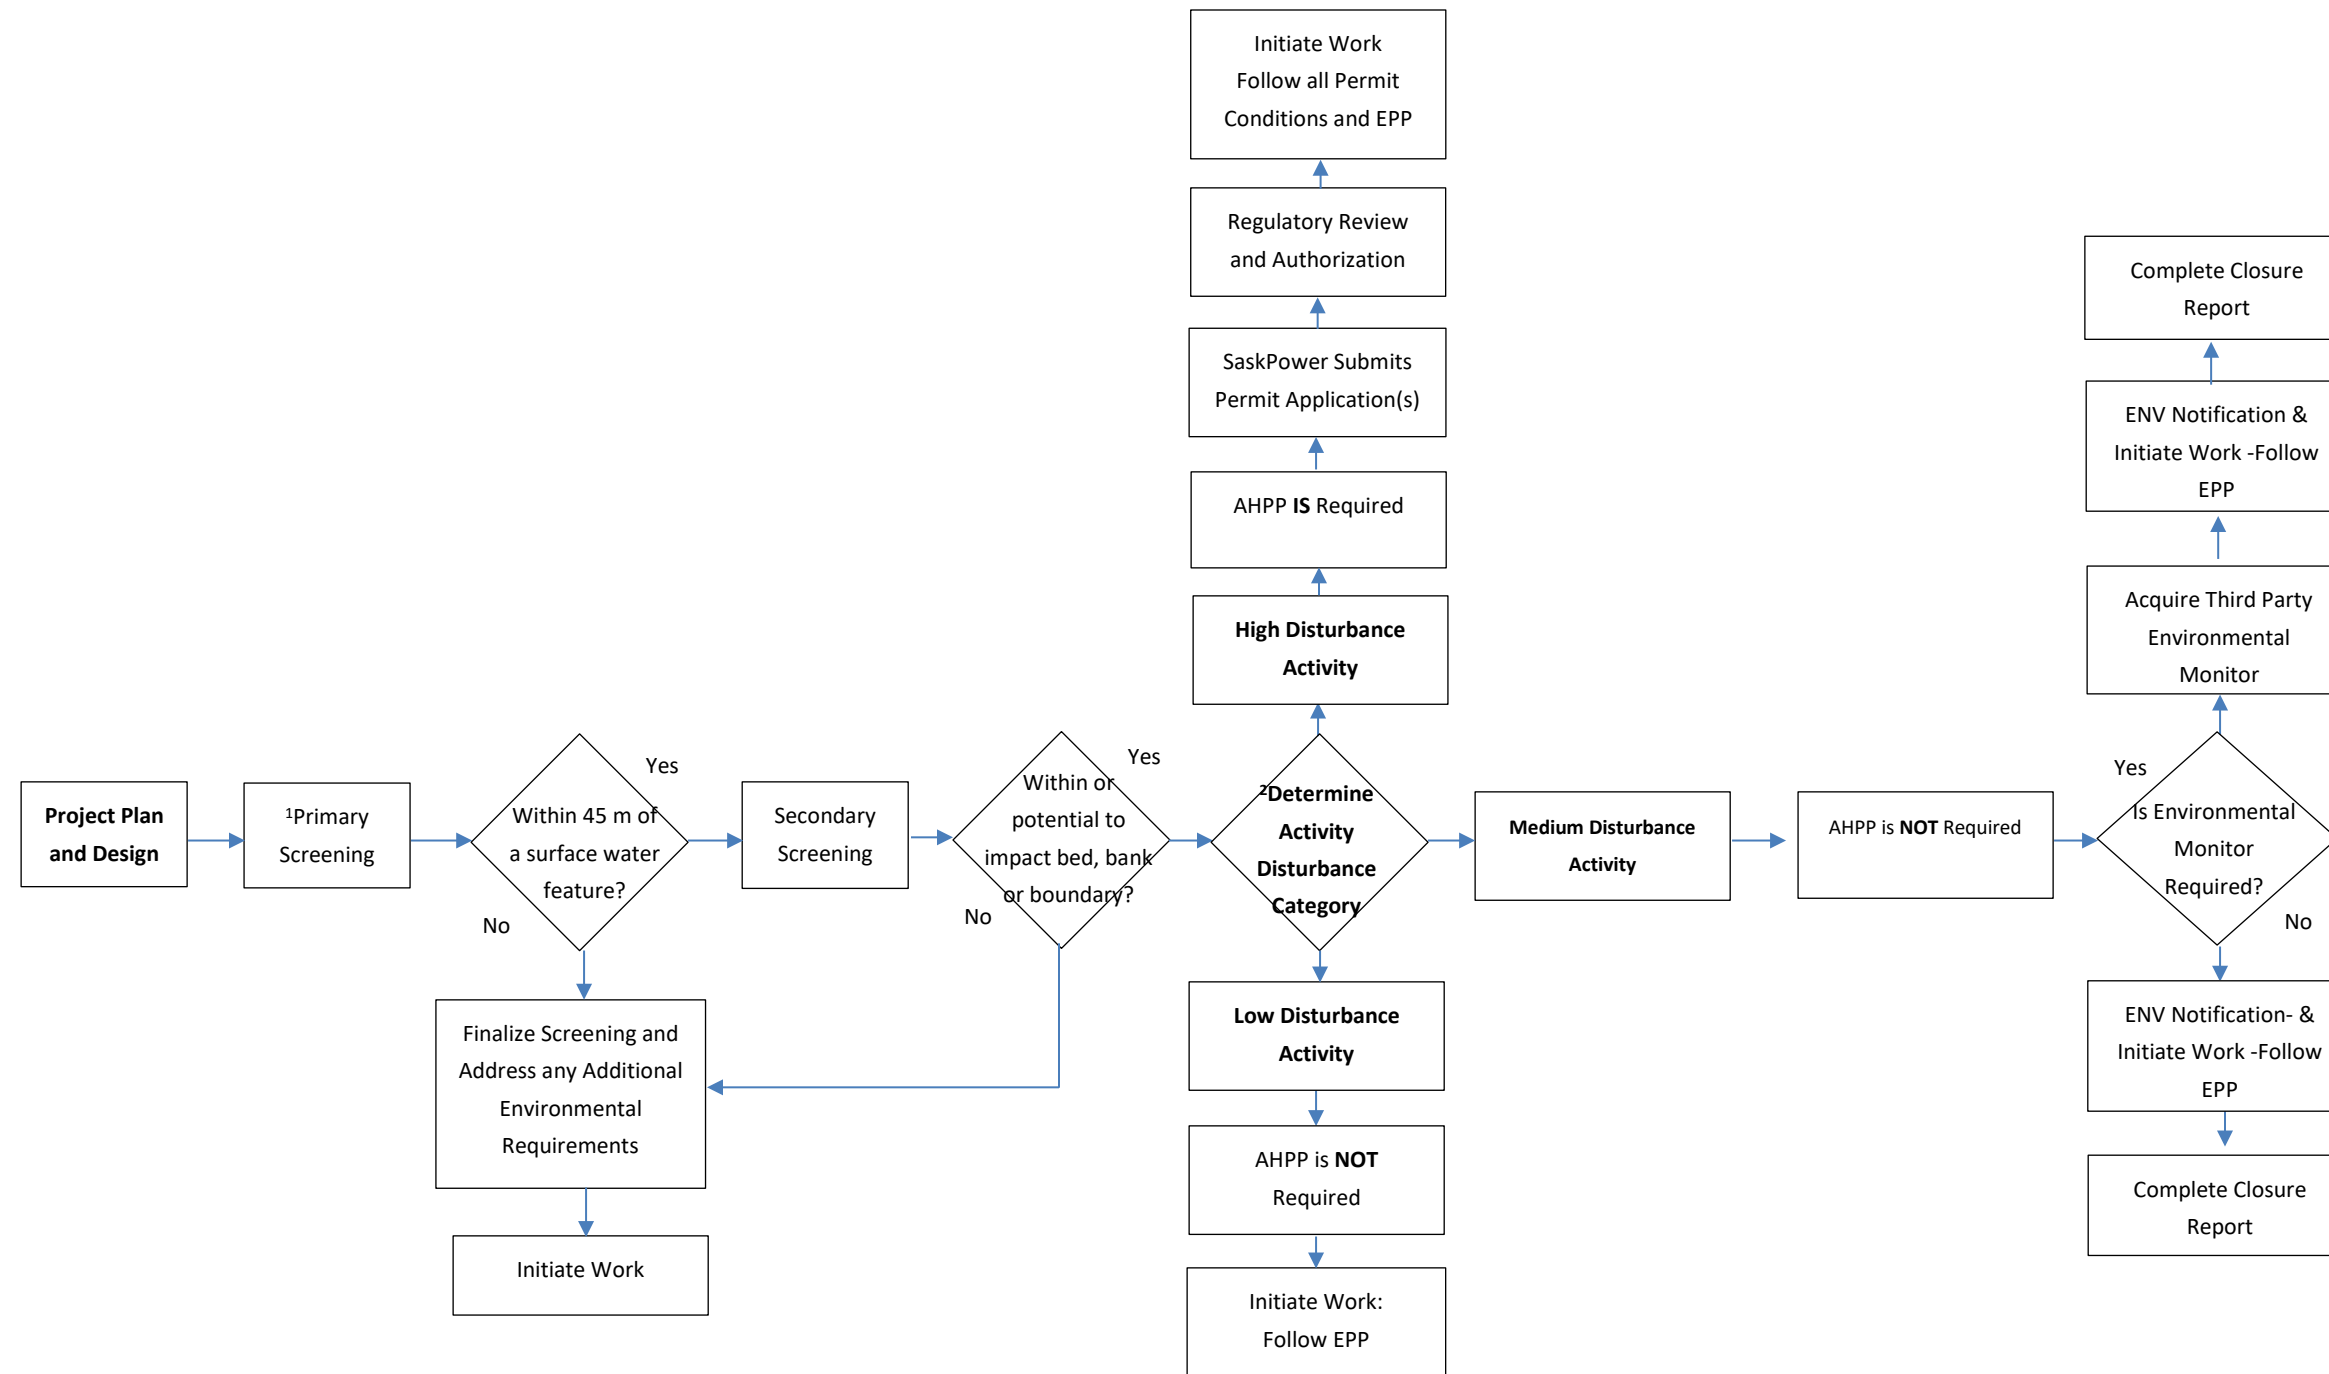 Initiate Work
Follow all Permit
Conditions and EPP
Regulatory Review
and Authorization
SaskPower Submits
Permit Application(s)
AHPP IS Required
High Disturbance
Activity
Project Plan
and Design
¹Primary
Screening
Within 45 m of
a surface water
feature?
Yes
No
Secondary
Screening
Within or
potential to
impact bed, bank
or boundary?
Yes
No
²Determine
Activity
Disturbance
Category
Medium Disturbance
Activity
AHPP is NOT Required
Is Environmental
Monitor
Required?
Yes
No
Acquire Third Party
Environmental
Monitor
ENV Notification &
Initiate Work -Follow
EPP
Complete Closure
Report
ENV Notification- &
Initiate Work -Follow
EPP
Complete Closure
Report
Finalize Screening and
Address any Additional
Environmental
Requirements
Initiate Work
Low Disturbance
Activity
AHPP is NOT
Required
Initiate Work:
Follow EPP